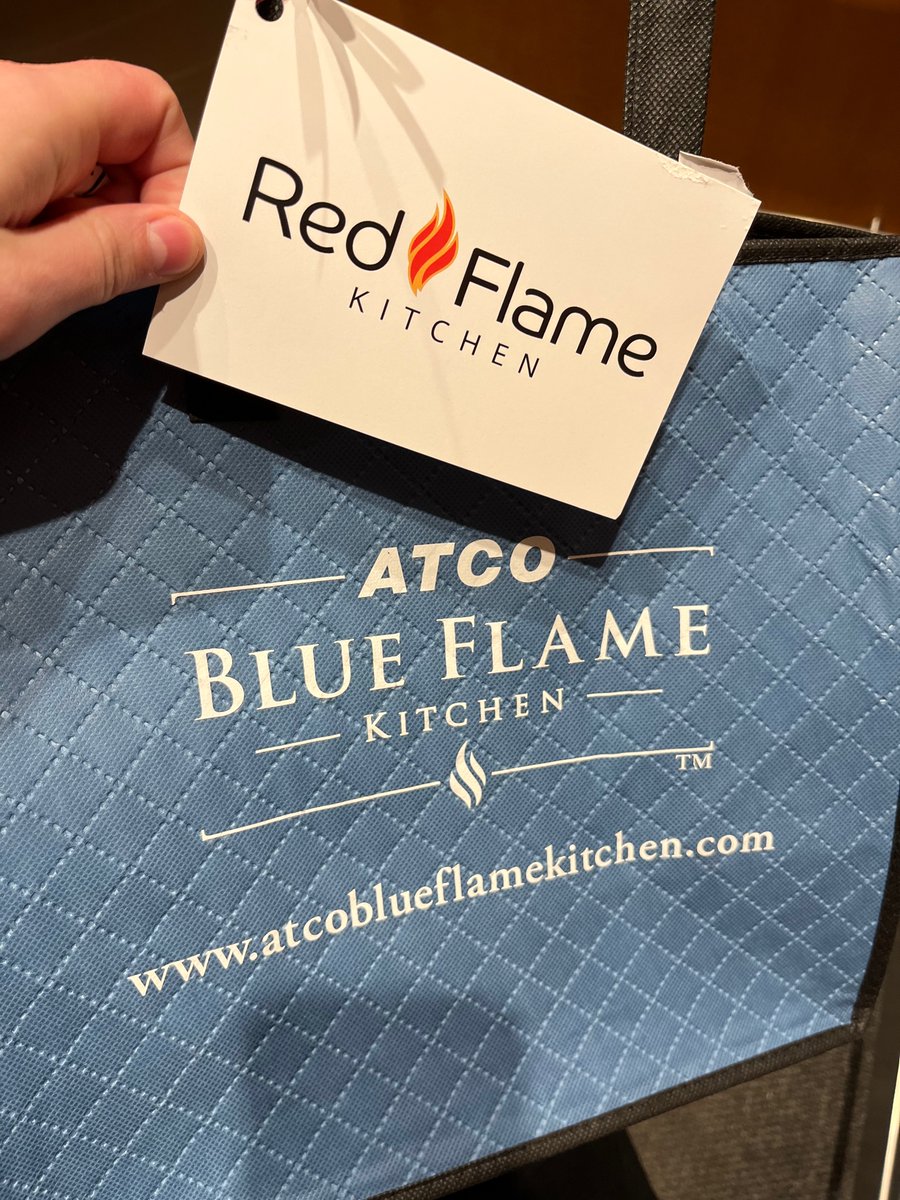 Red Flame
KITCHEN
ATCO
BLUE FLAME
KITCHEN
TM
www.atcoblueflamekitchen.com